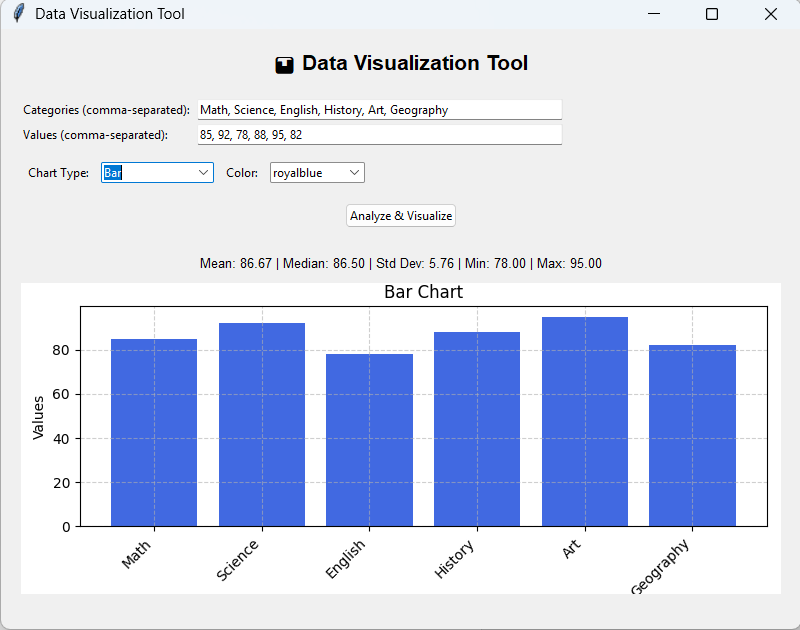 Data Visualization Tool
Data Visualization Tool
Categories (comma-separated): Math, Science, English, History, Art, Geography
Values (comma-separated): 85, 92, 78, 88, 95, 82
Chart Type: Bar Color: royalblue
Analyze & Visualize
Mean: 86.67 | Median: 86.50 | Std Dev: 5.76 | Min: 78.00 | Max: 95.00
Bar Chart
80
60
40
20
0
Values
Math Science English History Art Geography